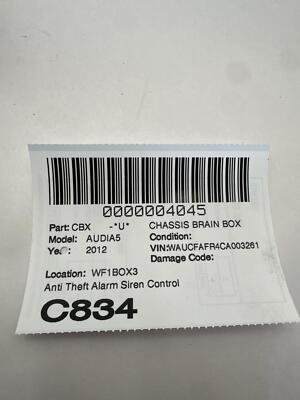 0000004045
Part: CBX -*U* CHASSIS BRAIN BOX
Model: AUDIA5 Condition:
2012 VIN:WAUCFAFR4CA003261
Damage Code:
Location: WF1BOX3
Anti Theft Alarm Siren Control
C834